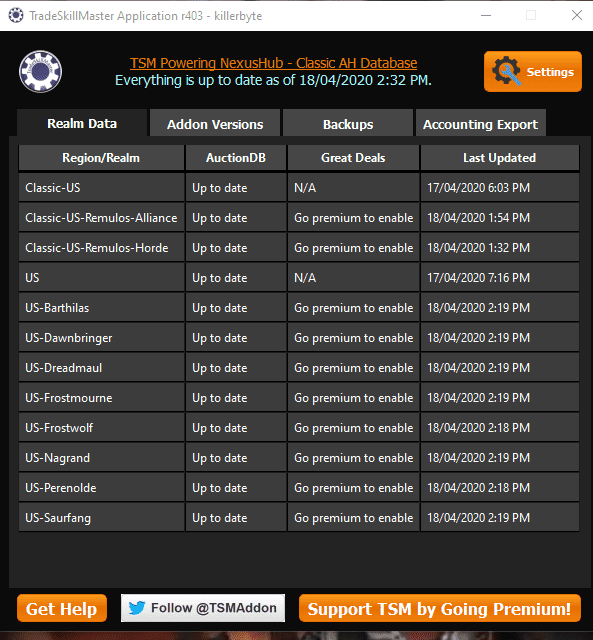 TradeSkillMaster Application r403 - killerbyte
TSM Powering NexusHub - Classic AH Database
Everything is up to date as of 18/04/2020 2:32 PM.
Settings
Realm Data Addon Versions Backups Accounting Export
Region/Realm AuctionDB Great Deals Last Updated
Classic-US Up to date N/A 17/04/2020 6:03 PM
Classic-US-Remulos-Alliance Up to date Go premium to enable 18/04/2020 1:54 PM
Classic-US-Remulos-Horde Up to date Go premium to enable 18/04/2020 1:32 PM
US Up to date N/A 17/04/2020 7:16 PM
US-Barthilas Up to date Go premium to enable 18/04/2020 2:19 PM
US-Dawnbringer Up to date Go premium to enable 18/04/2020 2:19 PM
US-Dreadmaul Up to date Go premium to enable 18/04/2020 2:19 PM
US-Frostmourne Up to date Go premium to enable 18/04/2020 2:19 PM
US-Frostwolf Up to date Go premium to enable 18/04/2020 2:18 PM
US-Nagrand Up to date Go premium to enable 18/04/2020 2:19 PM
US-Perenolde Up to date Go premium to enable 18/04/2020 2:18 PM
US-Saurfang Up to date Go premium to enable 18/04/2020 2:19 PM
Get Help Follow @TSMAddon Support TSM by Going Premium!